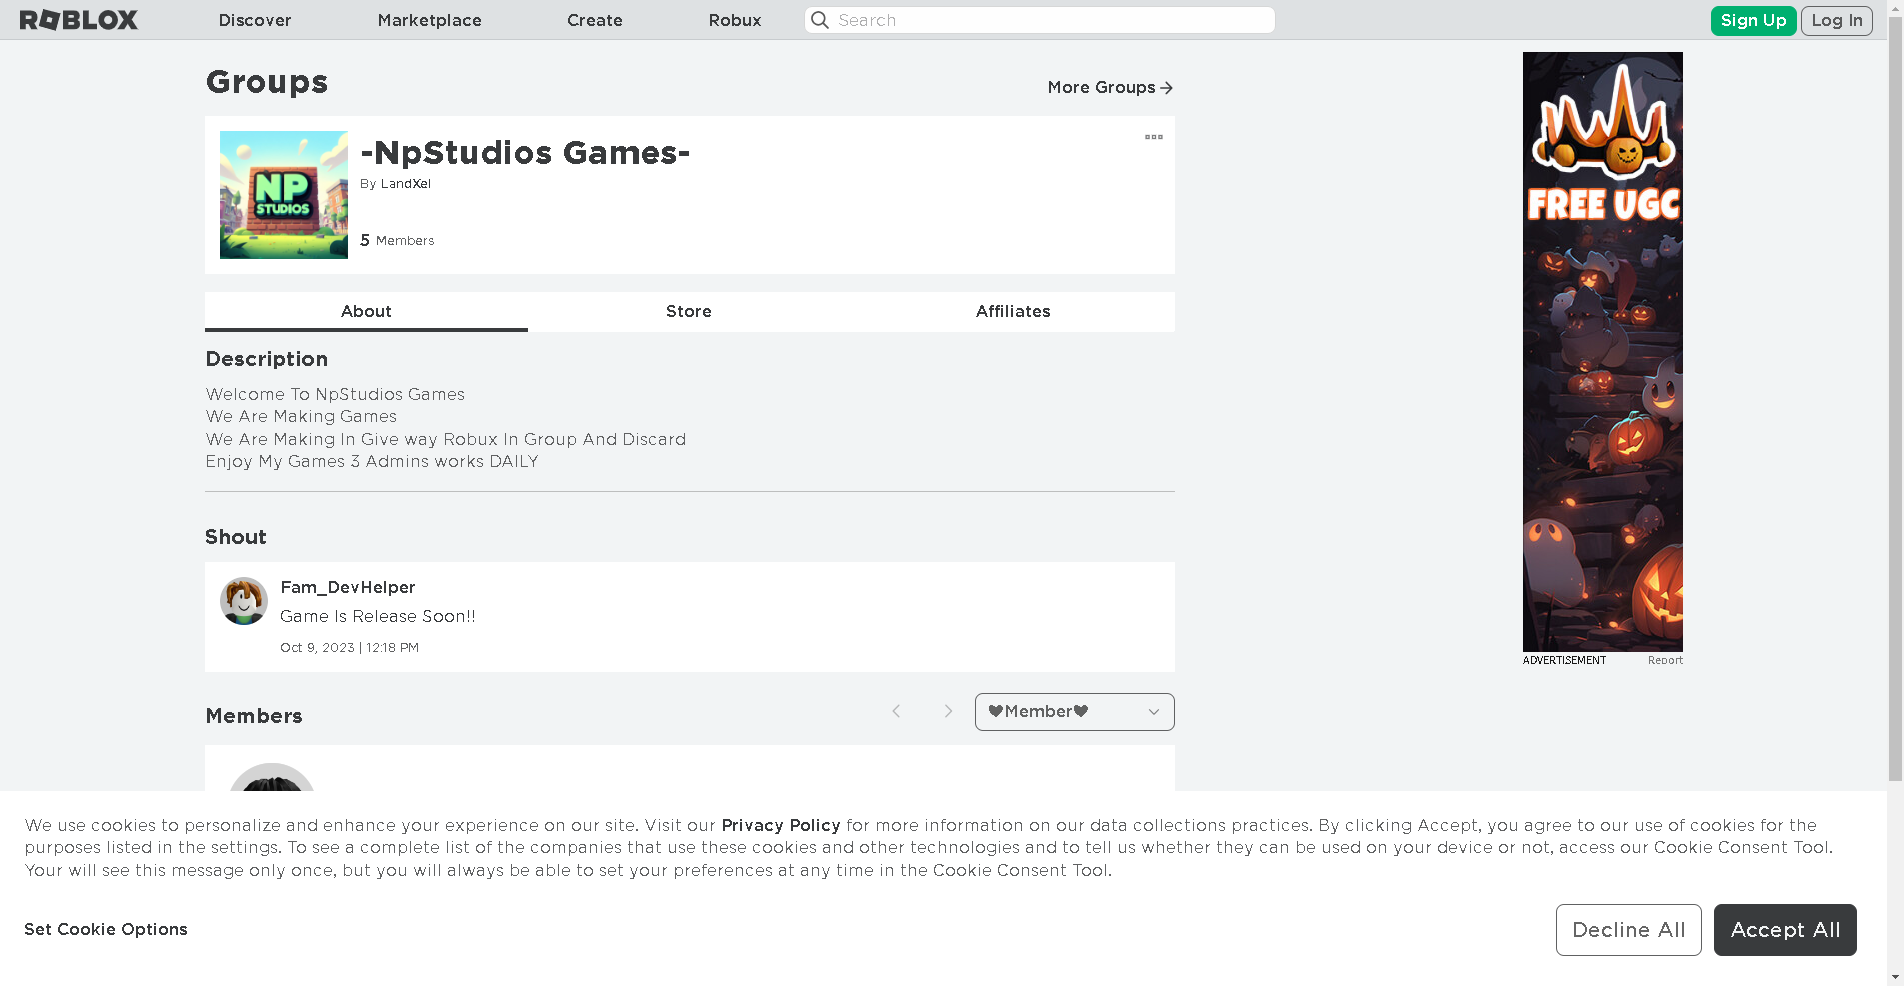 ROBLOX
Discover
Marketplace
Create
Robux
Search
Sign Up
Log In
Groups
More Groups
NP
STUDIOS
-NpStudios Games-
By LandXel
5 Members
About
Store
Affiliates
Description
Welcome To NpStudios Games
We Are Making Games
We Are Making In Give way Robux In Group And Discard
Enjoy My Games 3 Admins works DAILY
Shout
Fam_DevHelper
Game Is Release Soon!!
Oct 9, 2023 | 12:18 PM
Members
♥Member♥
FREE UGC
ADVERTISEMENT
Report
We use cookies to personalize and enhance your experience on our site. Visit our Privacy Policy for more information on our data collections practices. By clicking Accept, you agree to our use of cookies for the
purposes listed in the settings. To see a complete list of the companies that use these cookies and other technologies and to tell us whether they can be used on your device or not, access our Cookie Consent Tool.
Your will see this message only once, but you will always be able to set your preferences at any time in the Cookie Consent Tool.
Set Cookie Options
Decline All
Accept All